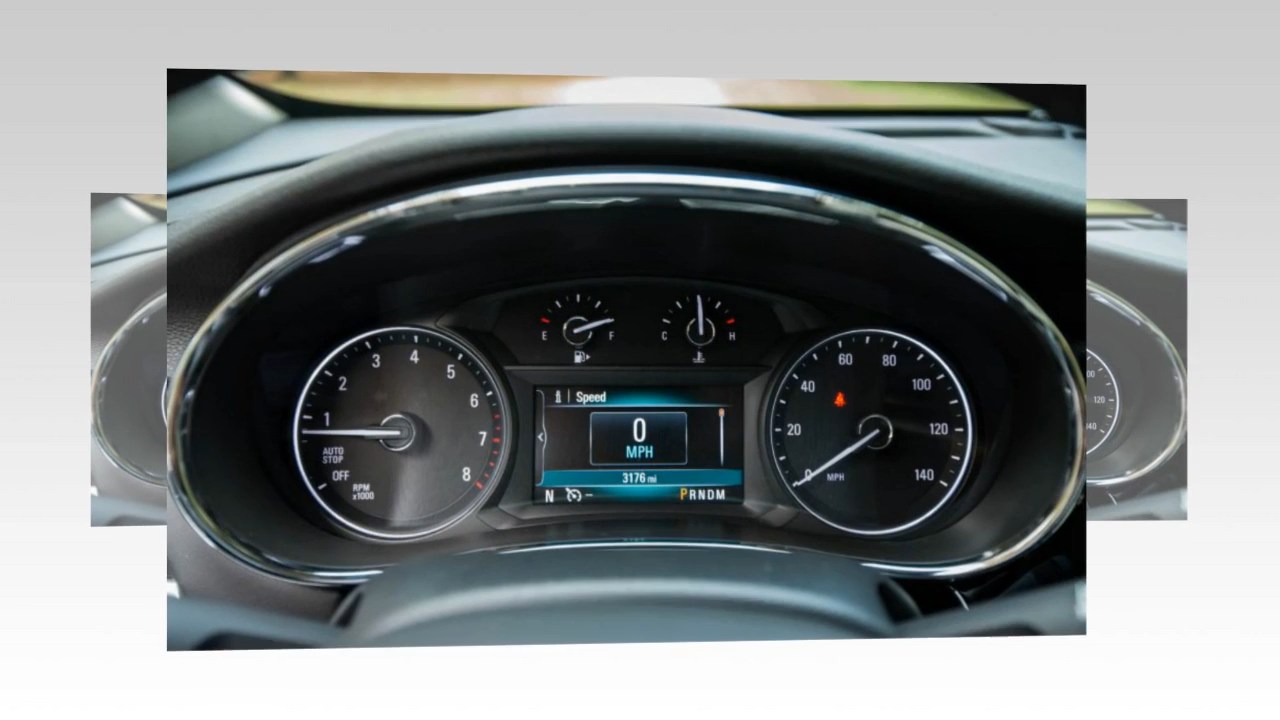 E F
C H
1 2 3 4 5 6 7 8
AUTO
STOP
OFF
RPM
x1000
i Speed
0
MPH
3176 mi
N --
PRNDM
0 20 40 60 80 100 120 140
MPH
120